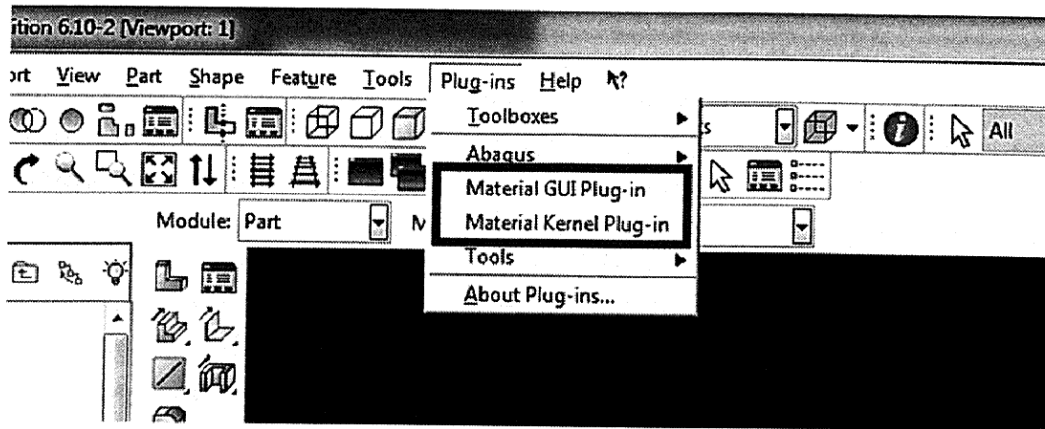 ition 6.10-2 [Viewport: 1]
ort View Part Shape Feature Tools Plug-ins Help
Toolboxes
s
All
Abaqus
Material GUI Plug-in
Material Kernel Plug-in
Module: Part
M
Tools
About Plug-ins...